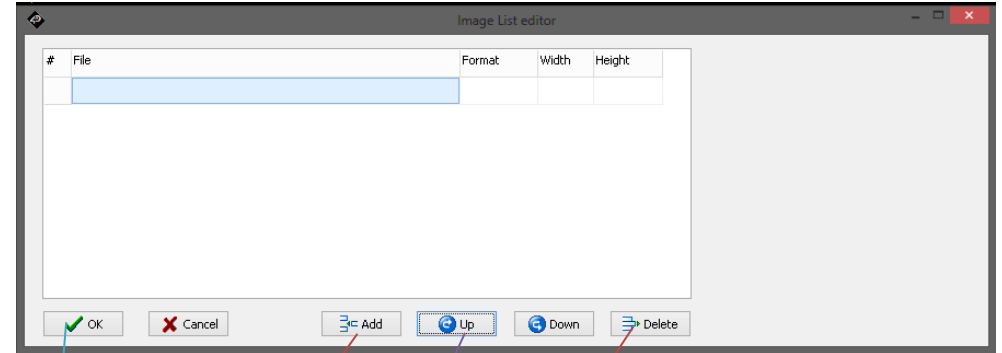 Image List editor
# File Format Width Height
OK Cancel Add Up Down Delete